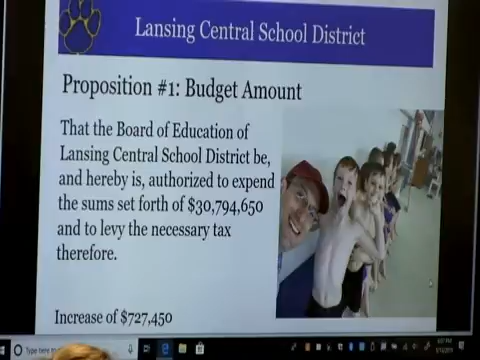 Lansing Central School District
Proposition #1: Budget Amount
That the Board of Education of
Lansing Central School District be,
and hereby is, authorized to expend
the sums set forth of $30,794,650
and to levy the necessary tax
therefore.
Increase of $727,450
Type here to